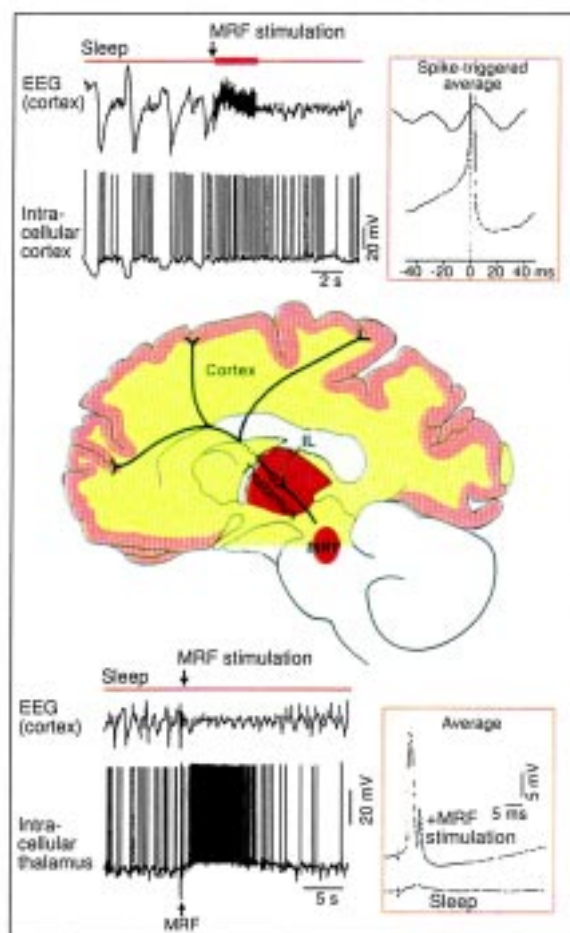 MRF stimulation
Sleep
EEG
(cortex)
Intra-
cellular
cortex
20 mV
2 s
Spike-triggered
average
-40 -20 0 20 40 ms
Cortex
IL
MRF
MRF stimulation
Sleep
EEG
(cortex)
Intra-
cellular
thalamus
20 mV
5 s
MRF
Average
5 mV
5 ms
+MRF
stimulation
Sleep